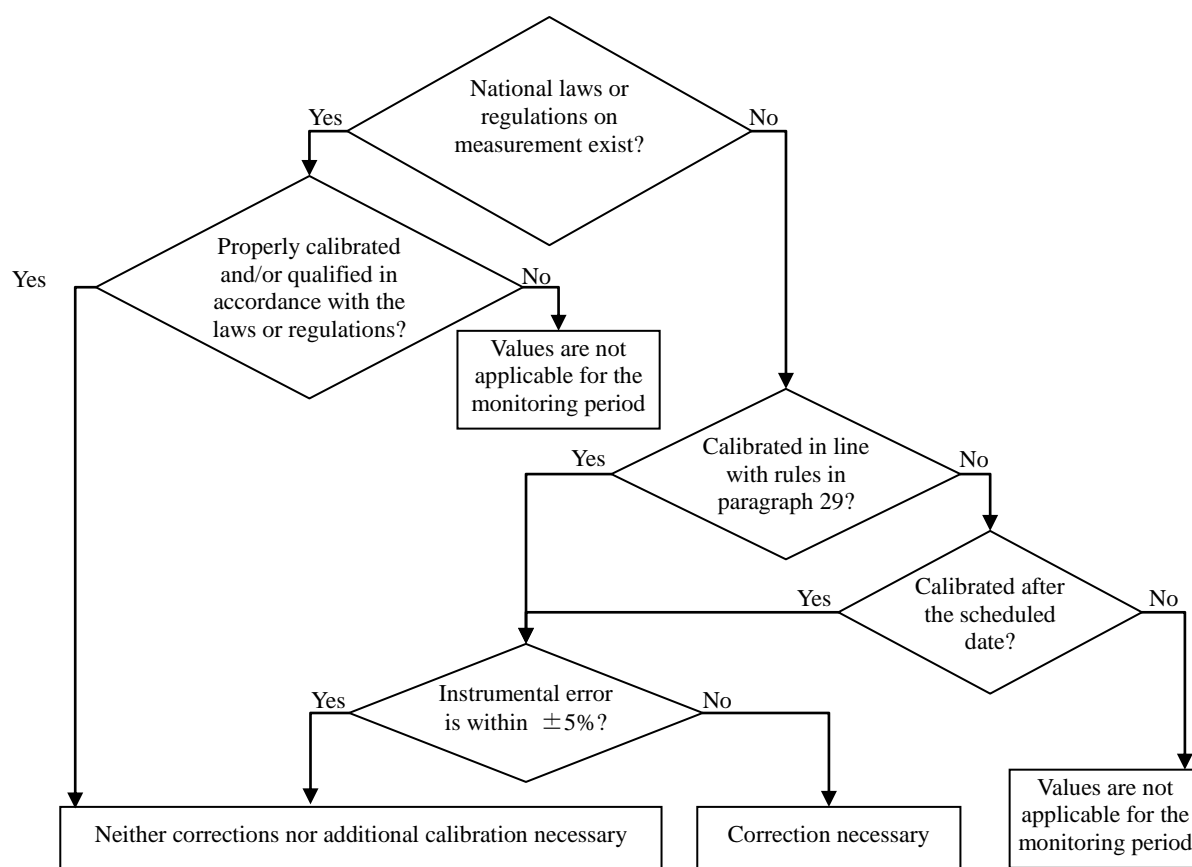 National laws or
regulations on
measurement exist?
Yes
No
Properly calibrated
and/or qualified in
accordance with the
laws or regulations?
Yes
No
Values are not
applicable for the
monitoring period
Calibrated in line
with rules in
paragraph 29?
Yes
No
Calibrated after
the scheduled
date?
Yes
No
Instrumental error
is within ±5%?
Yes
No
Neither corrections nor additional calibration necessary
Correction necessary
Values are not
applicable for the
monitoring period